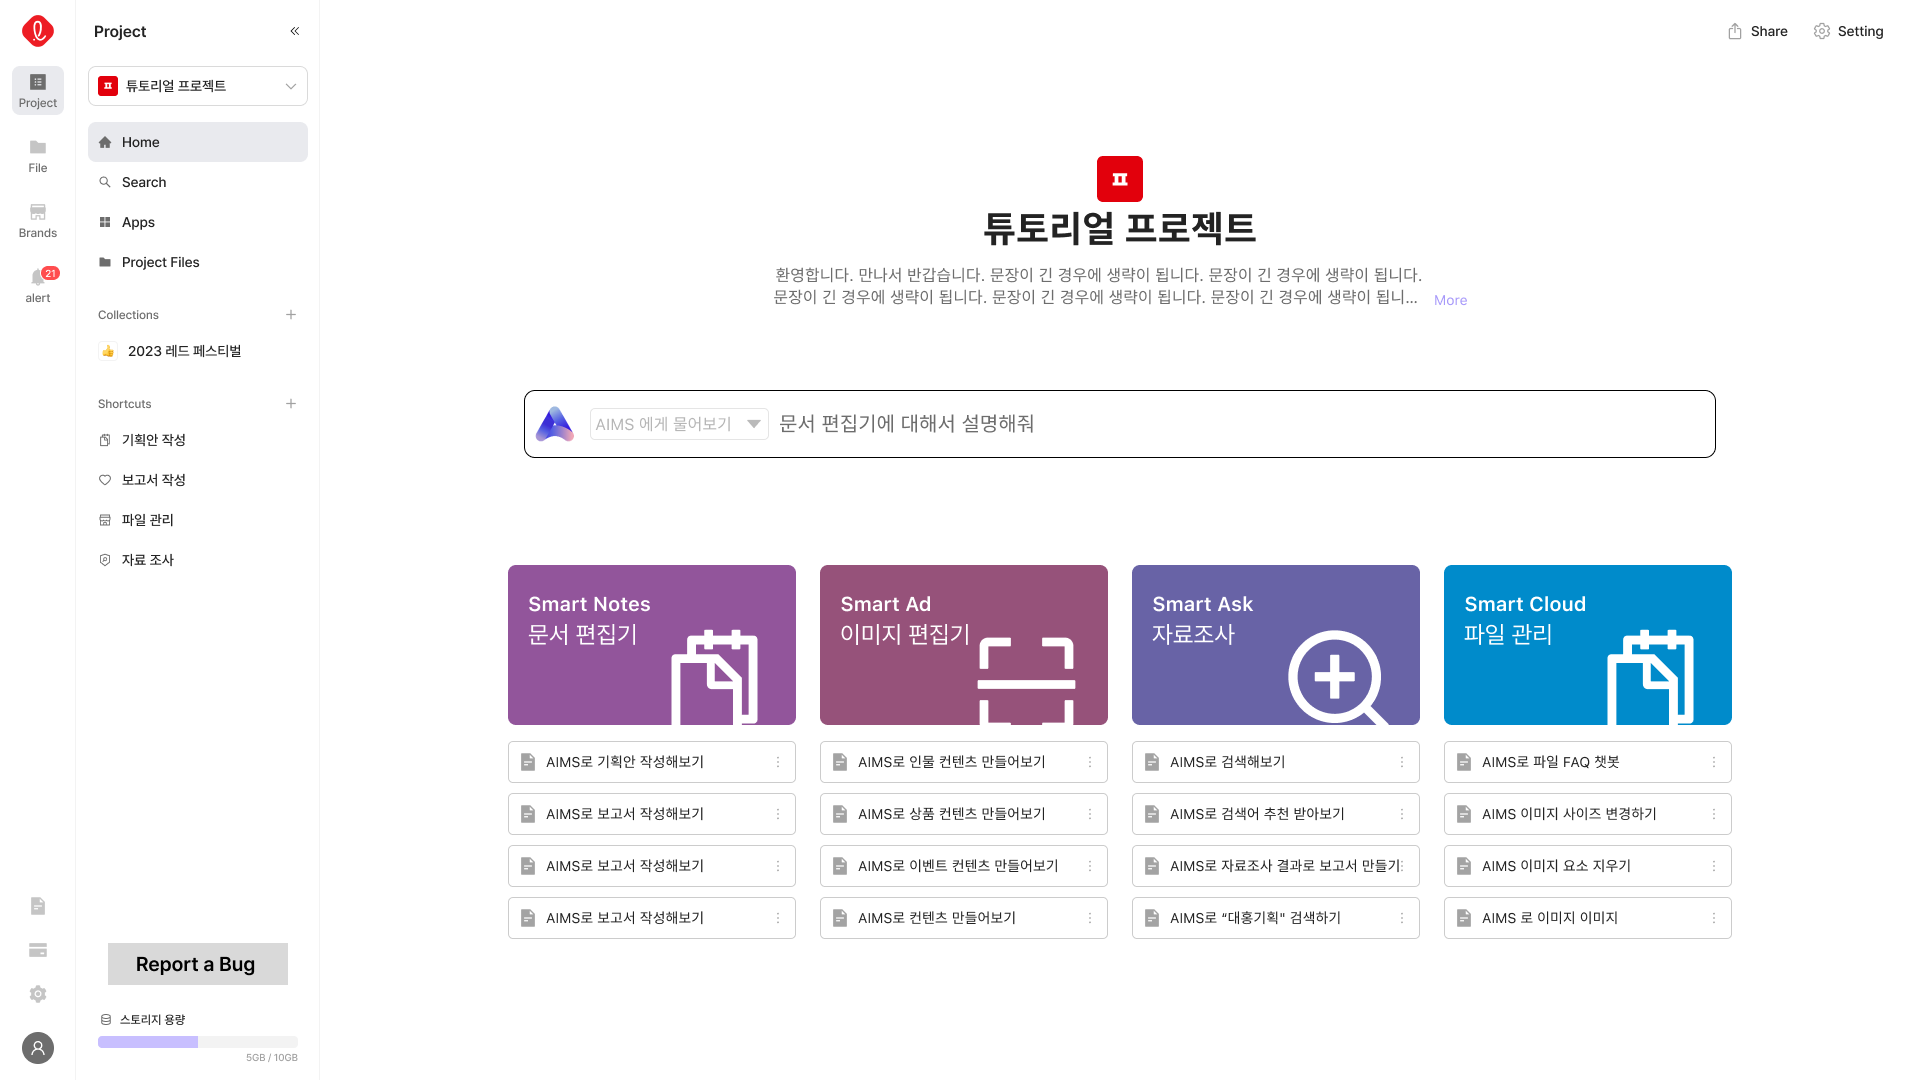 Project
File
Brands
21
alert
Project
튜토리얼 프로젝트
Home
Search
Apps
Project Files
Collections
2023 레드 페스티벌
Shortcuts
기획안 작성
보고서 작성
파일 관리
자료 조사
Report a Bug
스토리지 용량
5GB / 10GB
Share
Setting
튜토리얼 프로젝트
환영합니다. 만나서 반갑습니다. 문장이 긴 경우에 생략이 됩니다. 문장이 긴 경우에 생략이 됩니다.
문장이 긴 경우에 생략이 됩니다. 문장이 긴 경우에 생략이 됩니다. 문장이 긴 경우에 생략이 됩니...
More
AIMS 에게 물어보기
문서 편집기에 대해서 설명해줘
Smart Notes
문서 편집기
AIMS로 기획안 작성해보기
AIMS로 보고서 작성해보기
AIMS로 보고서 작성해보기
AIMS로 보고서 작성해보기
Smart Ad
이미지 편집기
AIMS로 인물 컨텐츠 만들어보기
AIMS로 상품 컨텐츠 만들어보기
AIMS로 이벤트 컨텐츠 만들어보기
AIMS로 컨텐츠 만들어보기
Smart Ask
자료조사
AIMS로 검색해보기
AIMS로 검색어 추천 받아보기
AIMS로 자료조사 결과로 보고서 만들기
AIMS로 “대홍기획" 검색하기
Smart Cloud
파일 관리
AIMS로 파일 FAQ 챗봇
AIMS 이미지 사이즈 변경하기
AIMS 이미지 요소 지우기
AIMS 로 이미지 이미지